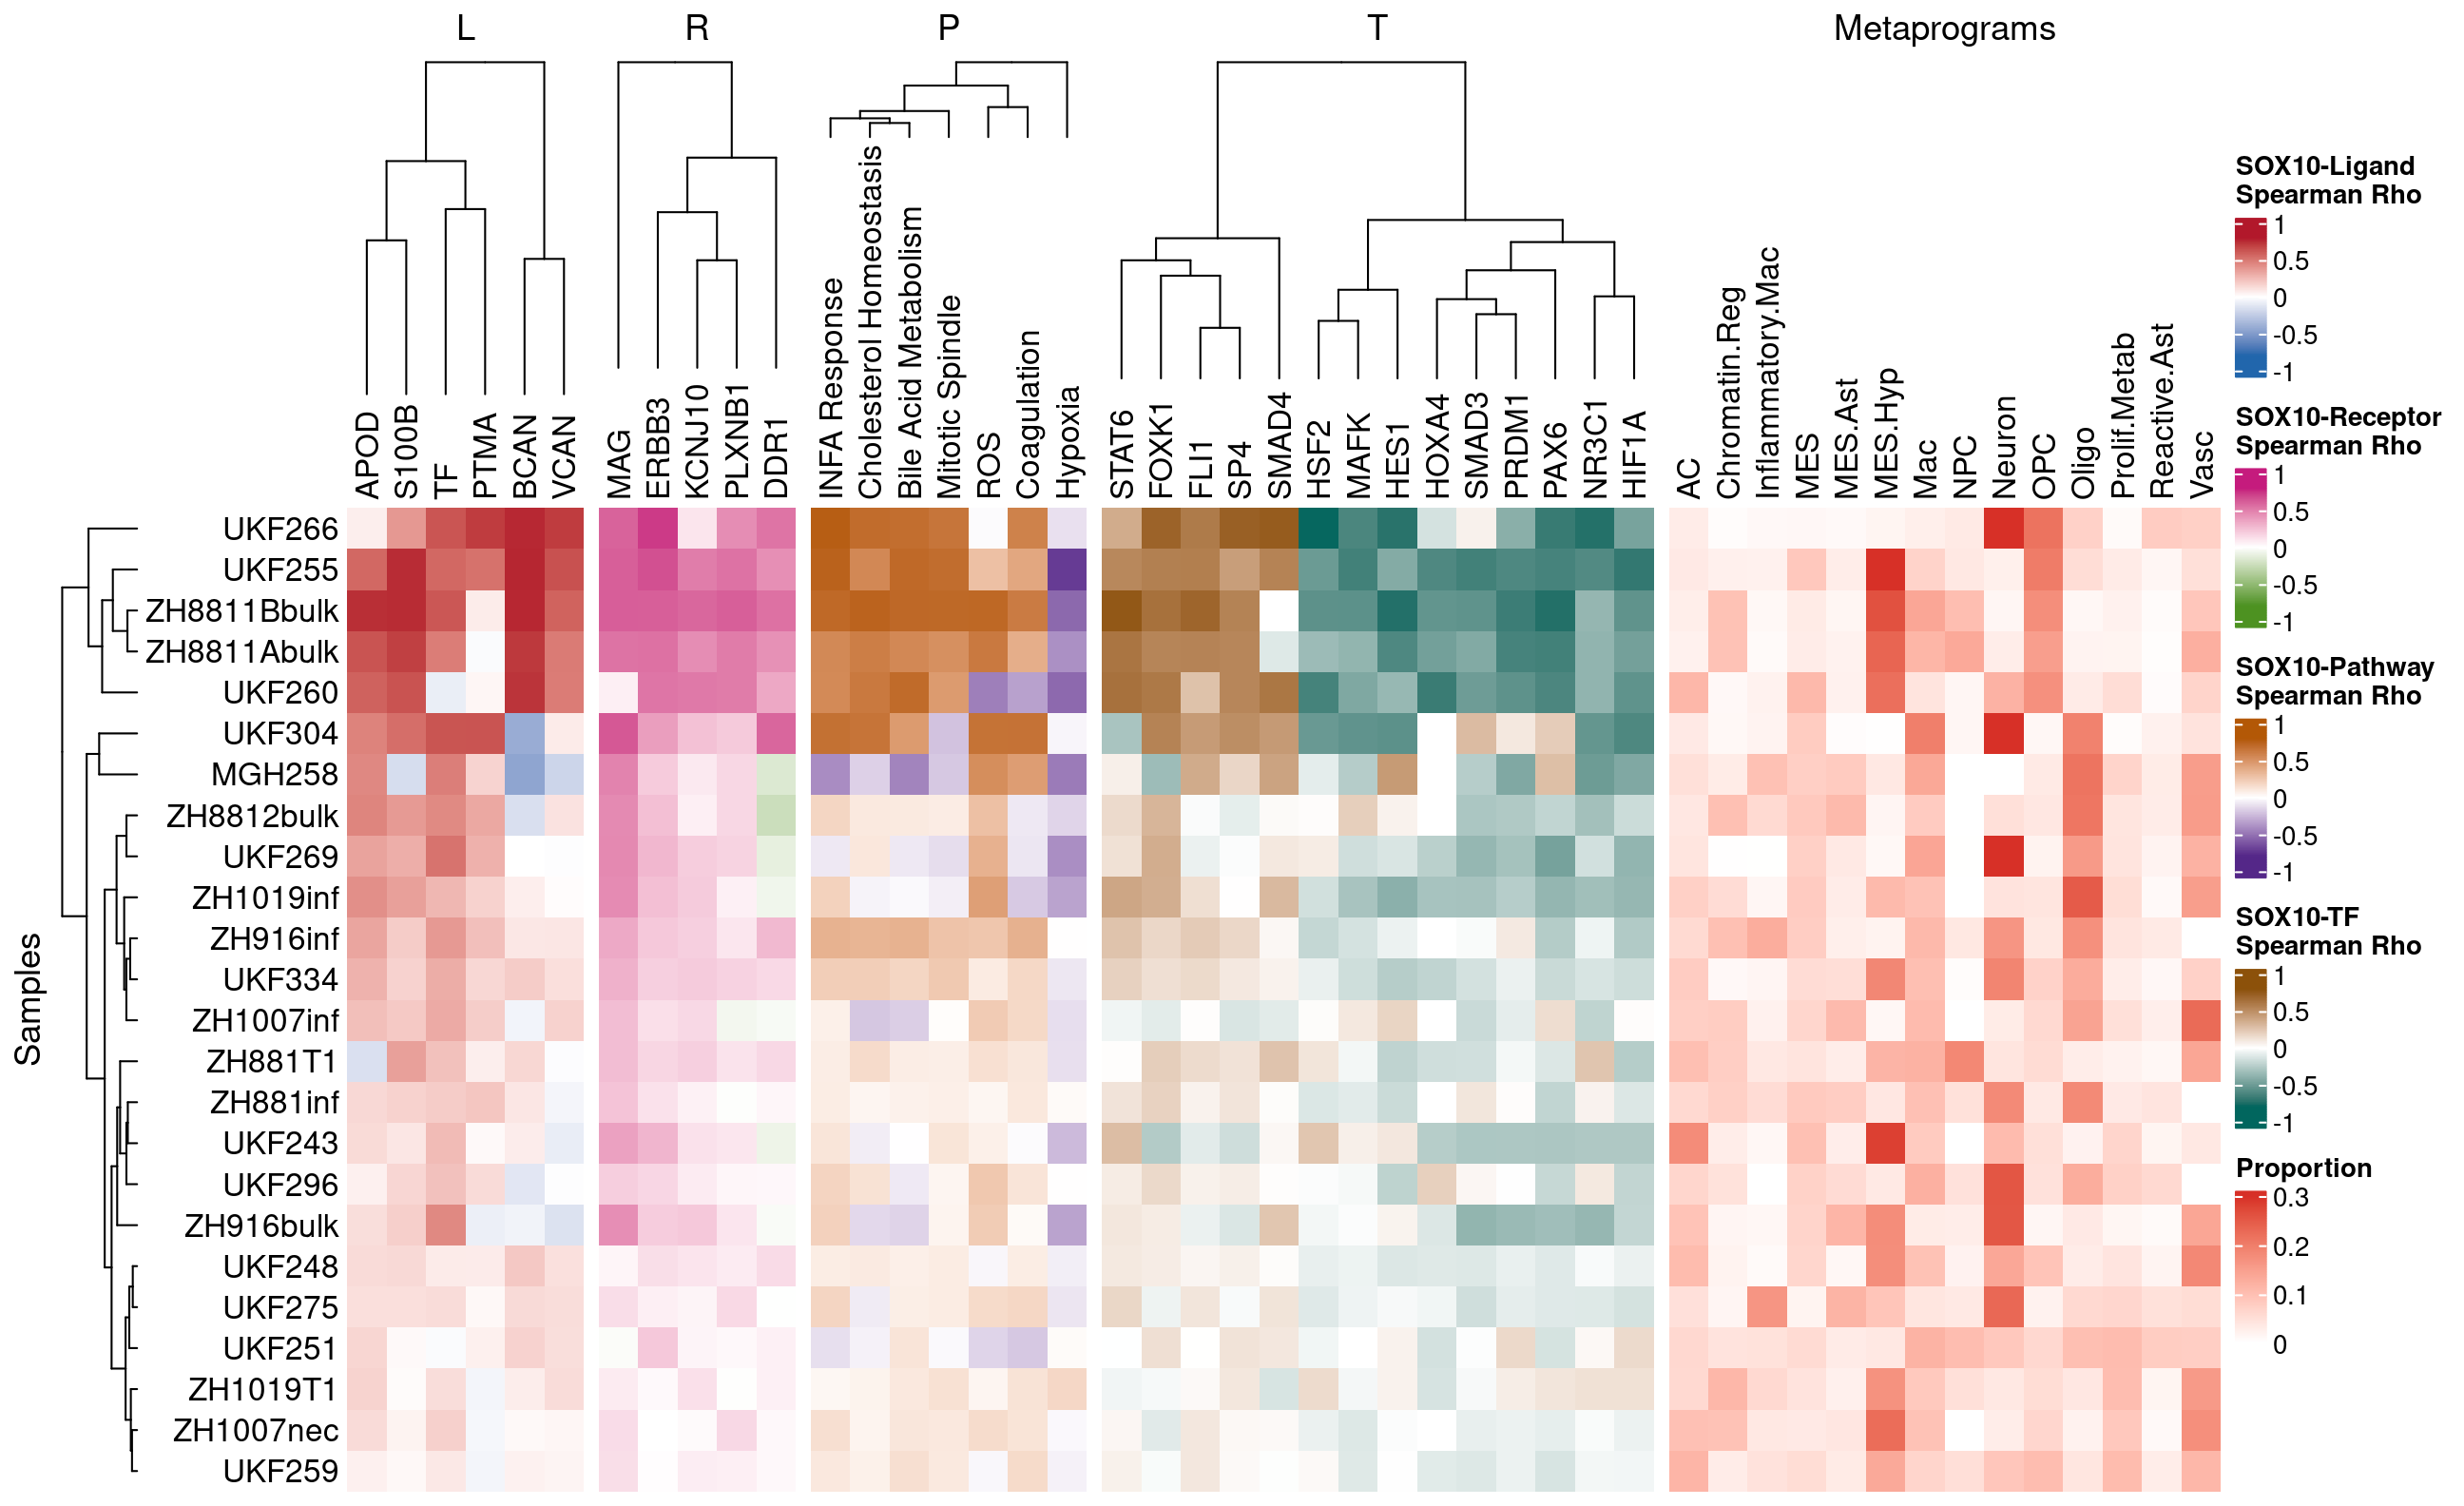 L R P T Metaprograms
APOD S100B TF PTMA BCAN VCAN MAG ERBB3 KCNJ10 PLXNB1 DDR1 INFA Response Cholesterol Homeostasis Bile Acid Metabolism Mitotic Spindle ROS Coagulation Hypoxia STAT6 FOXK1 FLI1 SP4 SMAD4 HSF2 MAFK HES1 HOXA4 SMAD3 PRDM1 PAX6 NR3C1 HIF1A AC Chromatin.Reg Inflammatory.Mac MES MES.Ast MES.Hyp Mac NPC Neuron OPC Oligo Prolif.Metab Reactive.Ast Vasc
Samples
UKF266
UKF255
ZH8811Bbulk
ZH8811Abulk
UKF260
UKF304
MGH258
ZH8812bulk
UKF269
ZH1019inf
ZH916inf
UKF334
ZH1007inf
ZH881T1
ZH881inf
UKF243
UKF296
ZH916bulk
UKF248
UKF275
UKF251
ZH1019T1
ZH1007nec
UKF259
SOX10-Ligand
Spearman Rho
1
0.5
0
-0.5
-1
SOX10-Receptor
Spearman Rho
1
0.5
0
-0.5
-1
SOX10-Pathway
Spearman Rho
1
0.5
0
-0.5
-1
SOX10-TF
Spearman Rho
1
0.5
0
-0.5
-1
Proportion
0.3
0.2
0.1
0